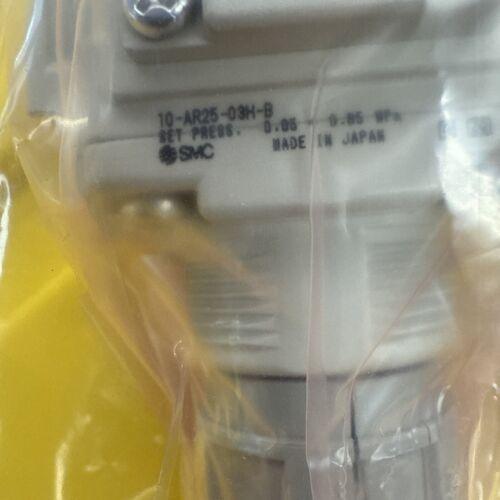 10-AR25-03H-B
SET PRESS. 0.05 - 0.85 MPa
SMC MADE IN JAPAN